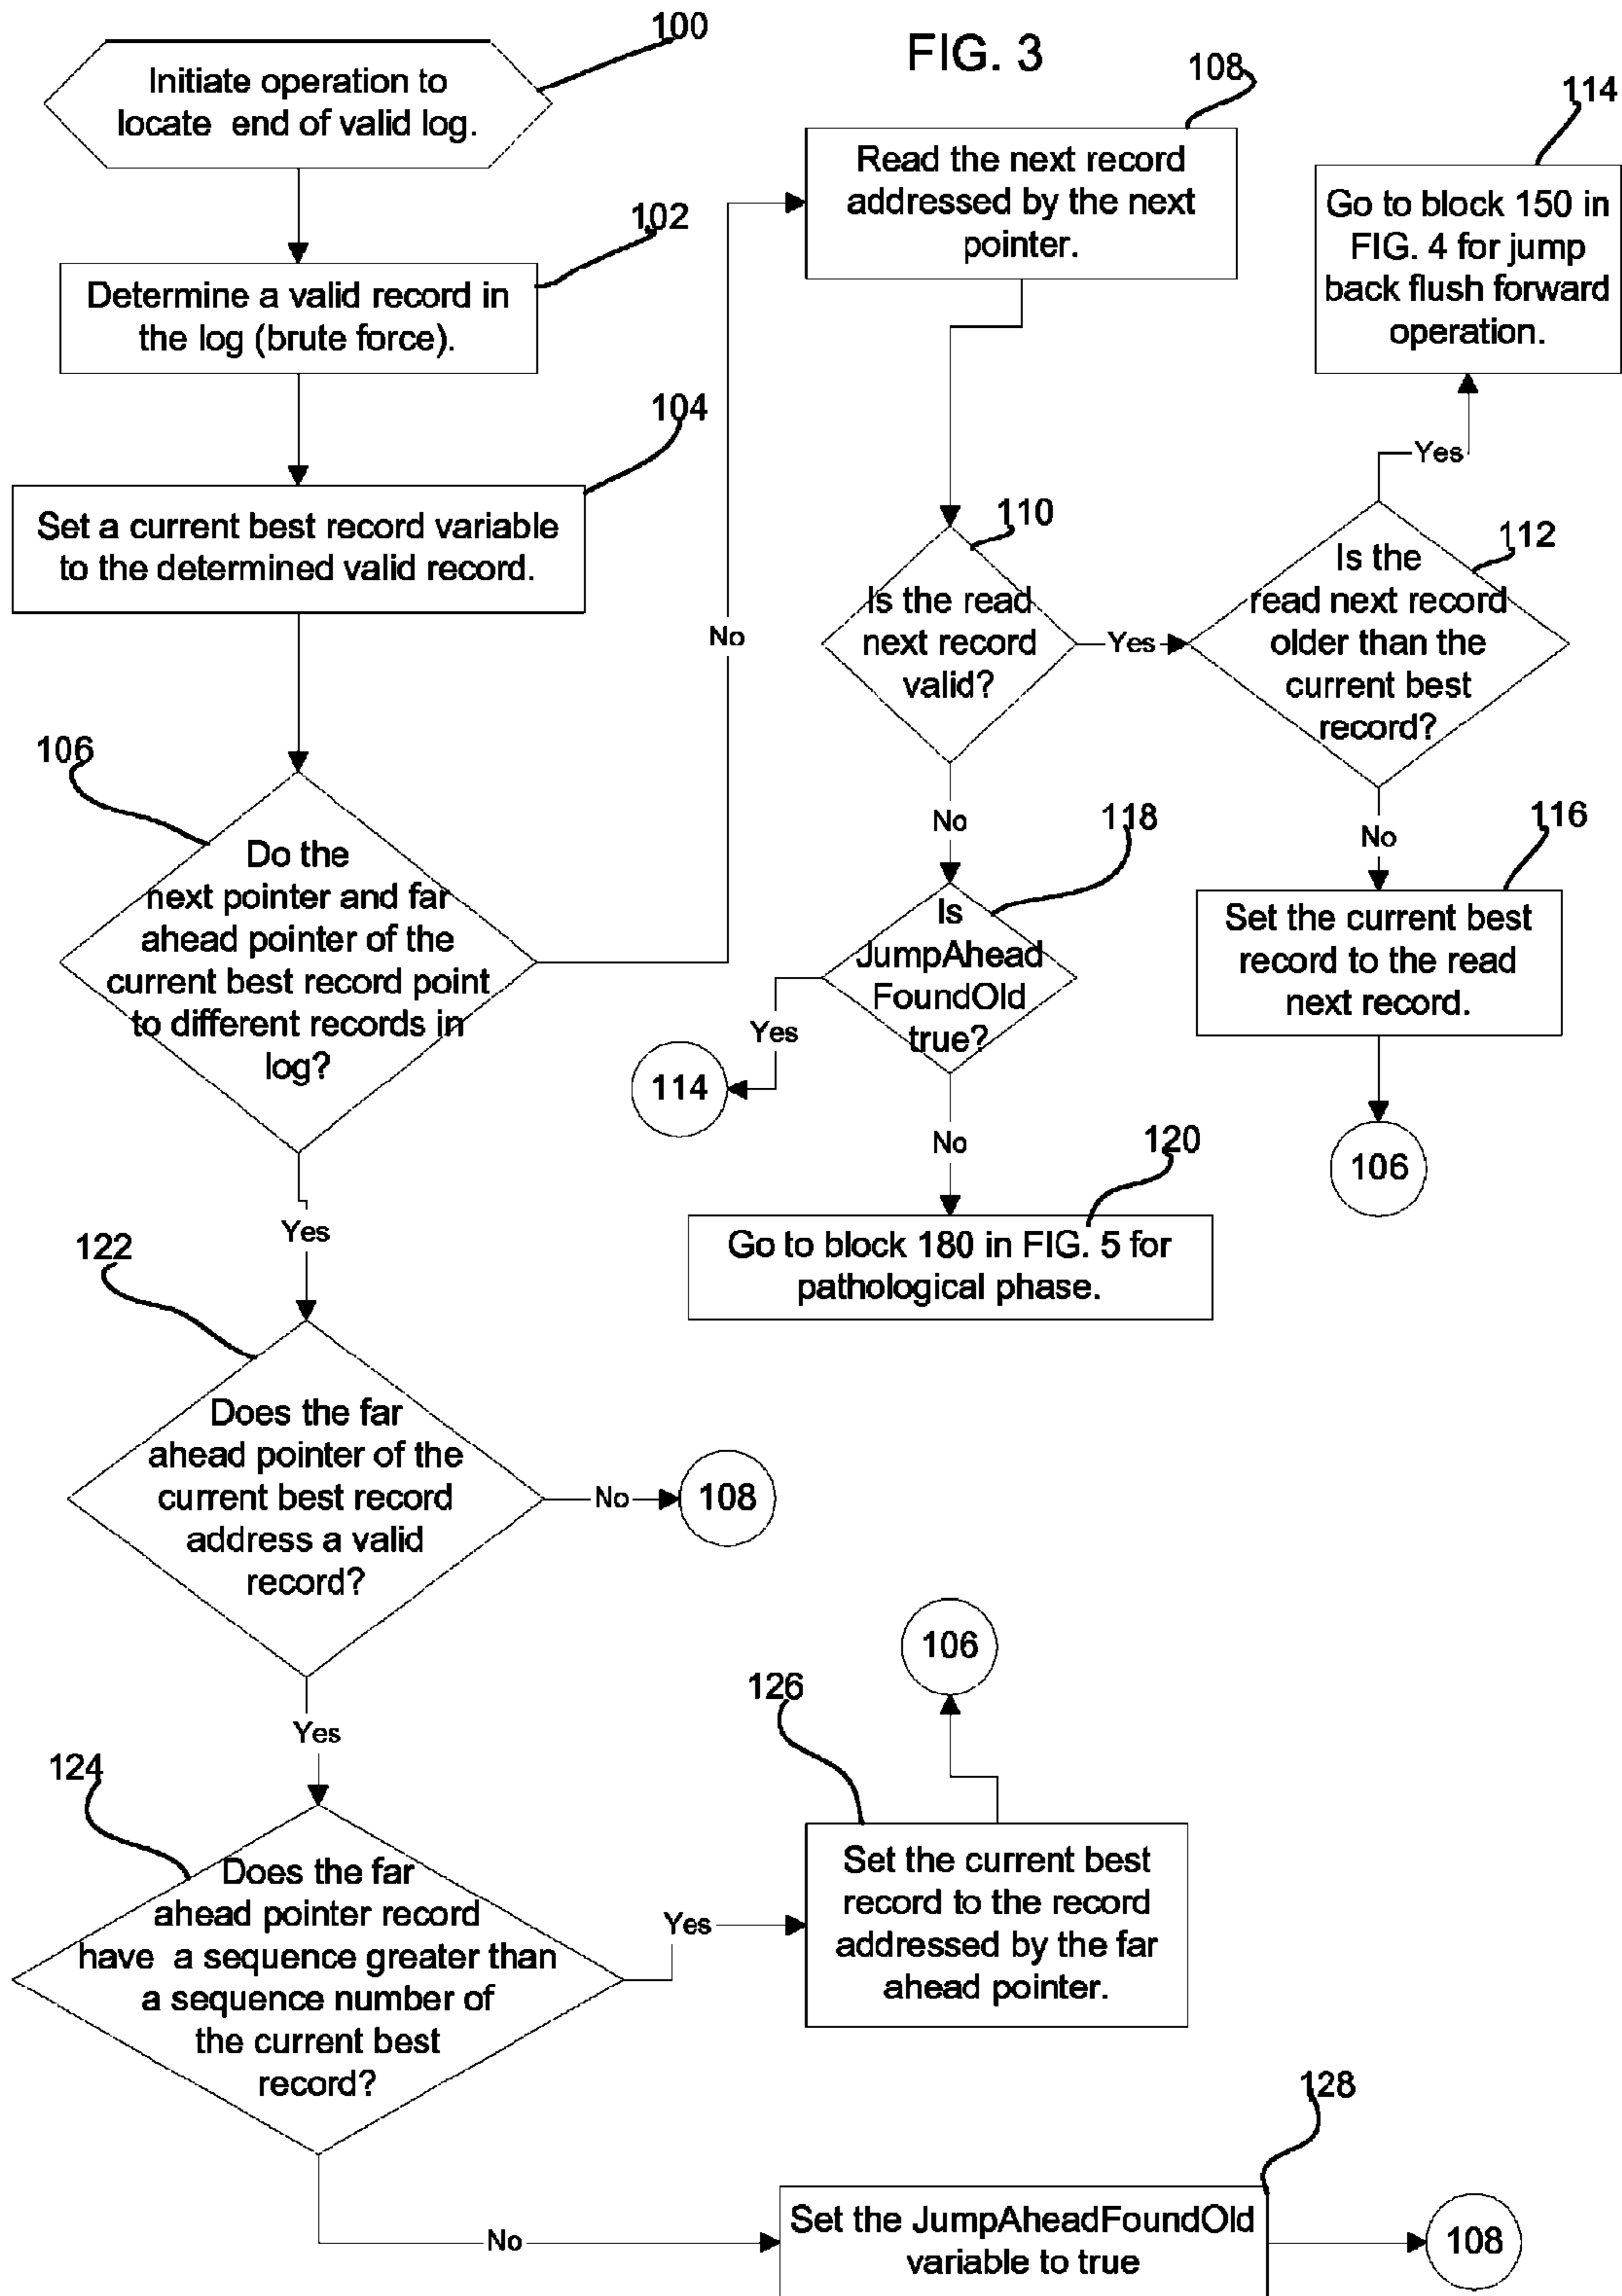 FIG. 3
100
Initiate operation to
locate end of valid log.
102
Determine a valid record in
the log (brute force).
104
Set a current best record variable
to the determined valid record.
106
Do the
next pointer and far
ahead pointer of the
current best record point
to different records in
log?
No
Yes
108
Read the next record
addressed by the next
pointer.
110
Is the read
next record
valid?
Yes
No
112
Is the
read next record
older than the
current best
record?
Yes
No
114
Go to block 150 in
FIG. 4 for jump
back flush forward
operation.
116
Set the current best
record to the read
next record.
106
118
Is
JumpAhead
FoundOld
true?
Yes
114
No
120
Go to block 180 in FIG. 5 for
pathological phase.
122
Does the far
ahead pointer of the
current best record
address a valid
record?
No
108
Yes
124
Does the far
ahead pointer record
have a sequence greater than
a sequence number of
the current best
record?
Yes
126
Set the current best
record to the record
addressed by the far
ahead pointer.
106
No
128
Set the JumpAheadFoundOld
variable to true
108